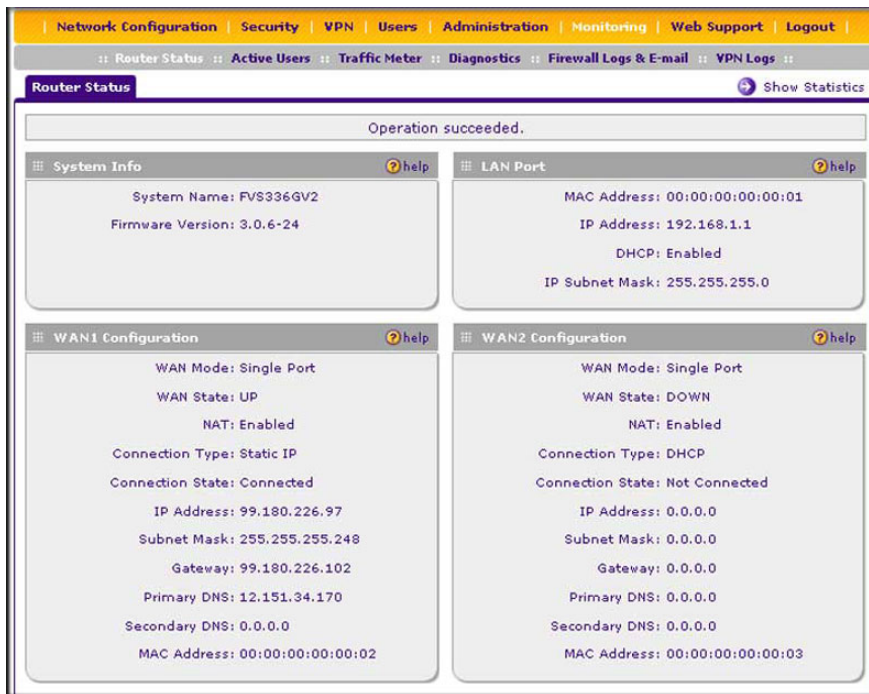 Network Configuration | Security | VPN | Users | Administration | Monitoring | Web Support | Logout |
:: Router Status :: Active Users :: Traffic Meter :: Diagnostics :: Firewall Logs & E-mail :: VPN Logs ::
Router Status
Show Statistics
Operation succeeded.
System Info
? help
System Name: FVS336GV2
Firmware Version: 3.0.6-24
LAN Port
? help
MAC Address: 00:00:00:00:00:01
IP Address: 192.168.1.1
DHCP: Enabled
IP Subnet Mask: 255.255.255.0
WAN1 Configuration
? help
WAN Mode: Single Port
WAN State: UP
NAT: Enabled
Connection Type: Static IP
Connection State: Connected
IP Address: 99.180.226.97
Subnet Mask: 255.255.255.248
Gateway: 99.180.226.102
Primary DNS: 12.151.34.170
Secondary DNS: 0.0.0.0
MAC Address: 00:00:00:00:00:02
WAN2 Configuration
? help
WAN Mode: Single Port
WAN State: DOWN
NAT: Enabled
Connection Type: DHCP
Connection State: Not Connected
IP Address: 0.0.0.0
Subnet Mask: 0.0.0.0
Gateway: 0.0.0.0
Primary DNS: 0.0.0.0
Secondary DNS: 0.0.0.0
MAC Address: 00:00:00:00:00:03